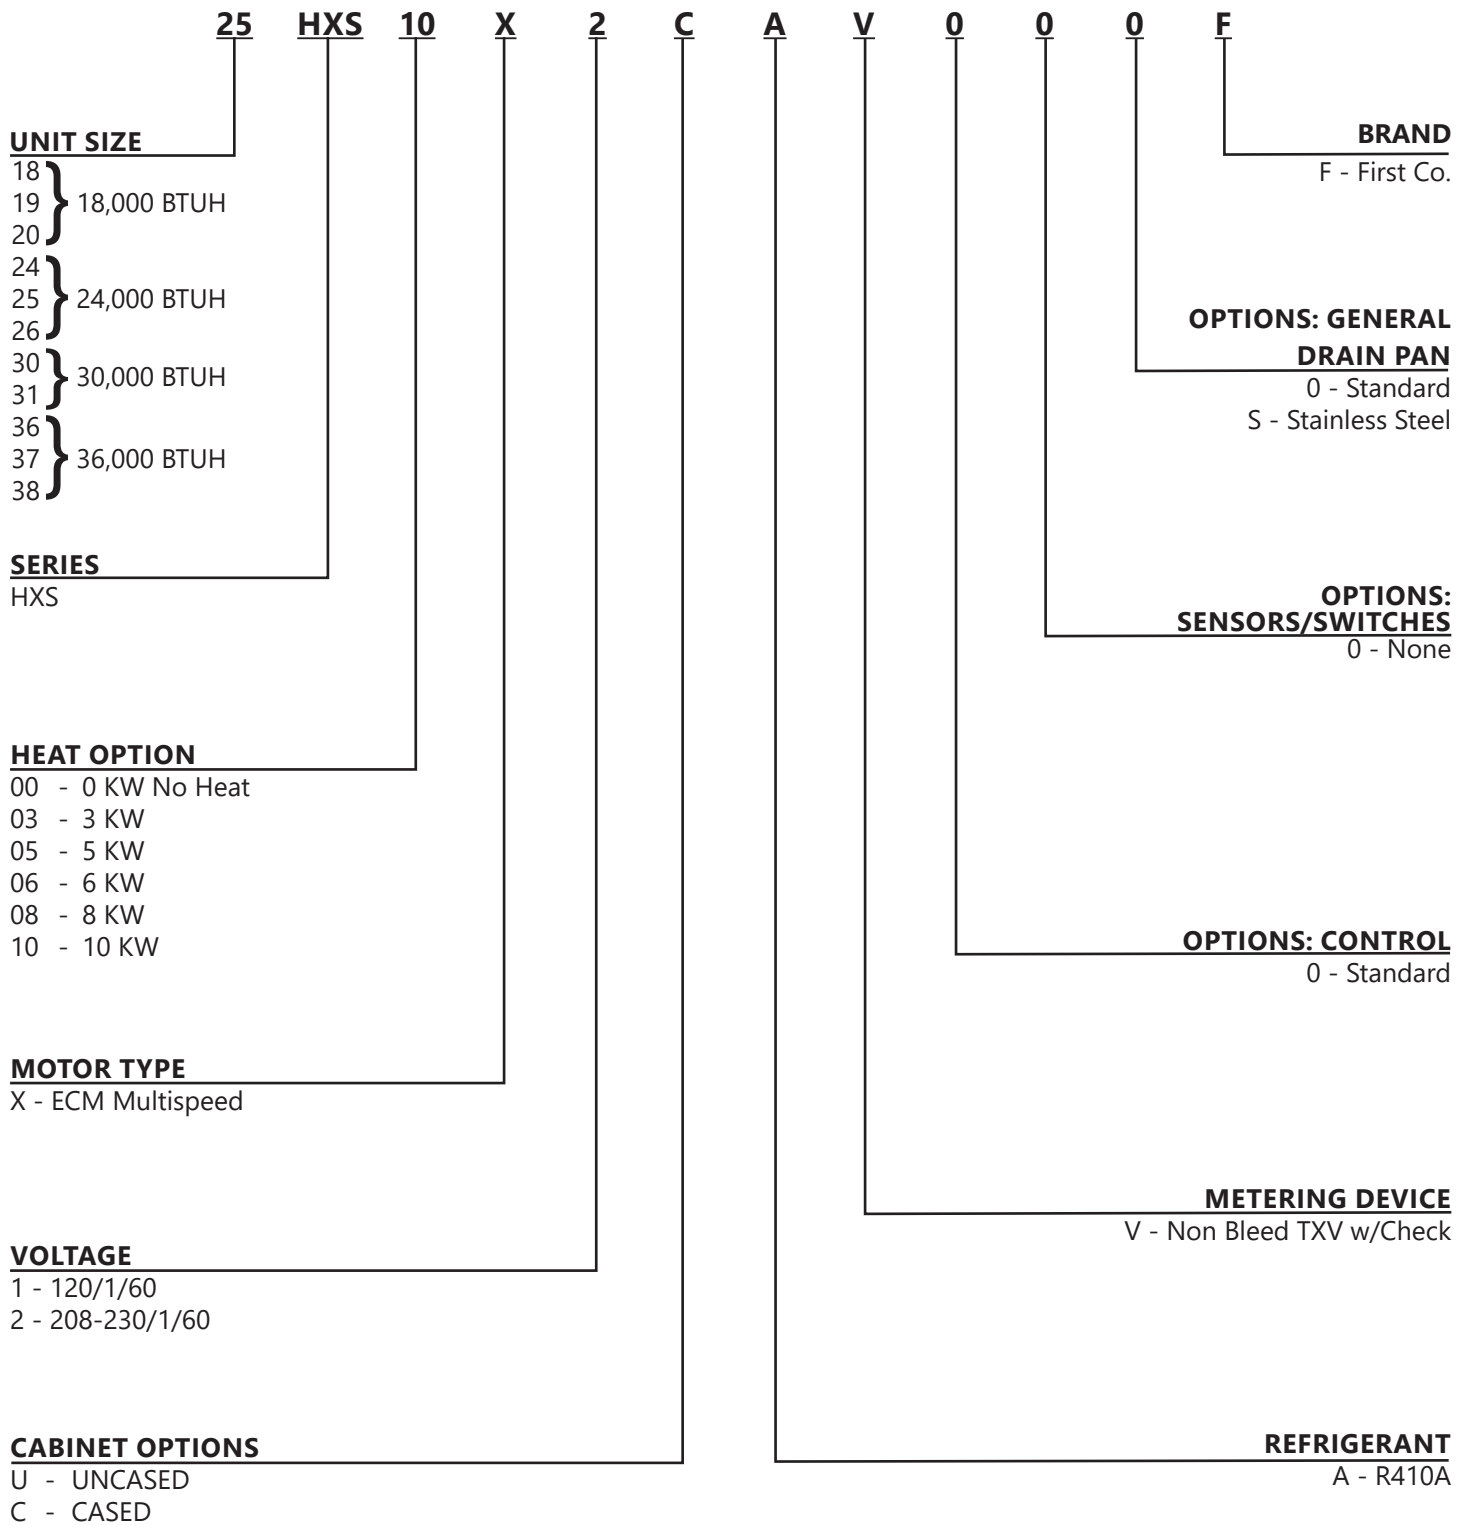 25 HXS 10 X 2 C A V 0 0 0 F
UNIT SIZE
18
19
20
18,000 BTUH
24
25
26
24,000 BTUH
30
31
30,000 BTUH
36
37
38
36,000 BTUH
SERIES
HXS
HEAT OPTION
00 - 0 KW No Heat
03 - 3 KW
05 - 5 KW
06 - 6 KW
08 - 8 KW
10 - 10 KW
MOTOR TYPE
X - ECM Multispeed
VOLTAGE
1 - 120/1/60
2 - 208-230/1/60
CABINET OPTIONS
U - UNCASED
C - CASED
BRAND
F - First Co.
OPTIONS: GENERAL
DRAIN PAN
0 - Standard
S - Stainless Steel
OPTIONS:
SENSORS/SWITCHES
0 - None
OPTIONS: CONTROL
0 - Standard
METERING DEVICE
V - Non Bleed TXV w/Check
REFRIGERANT
A - R410A